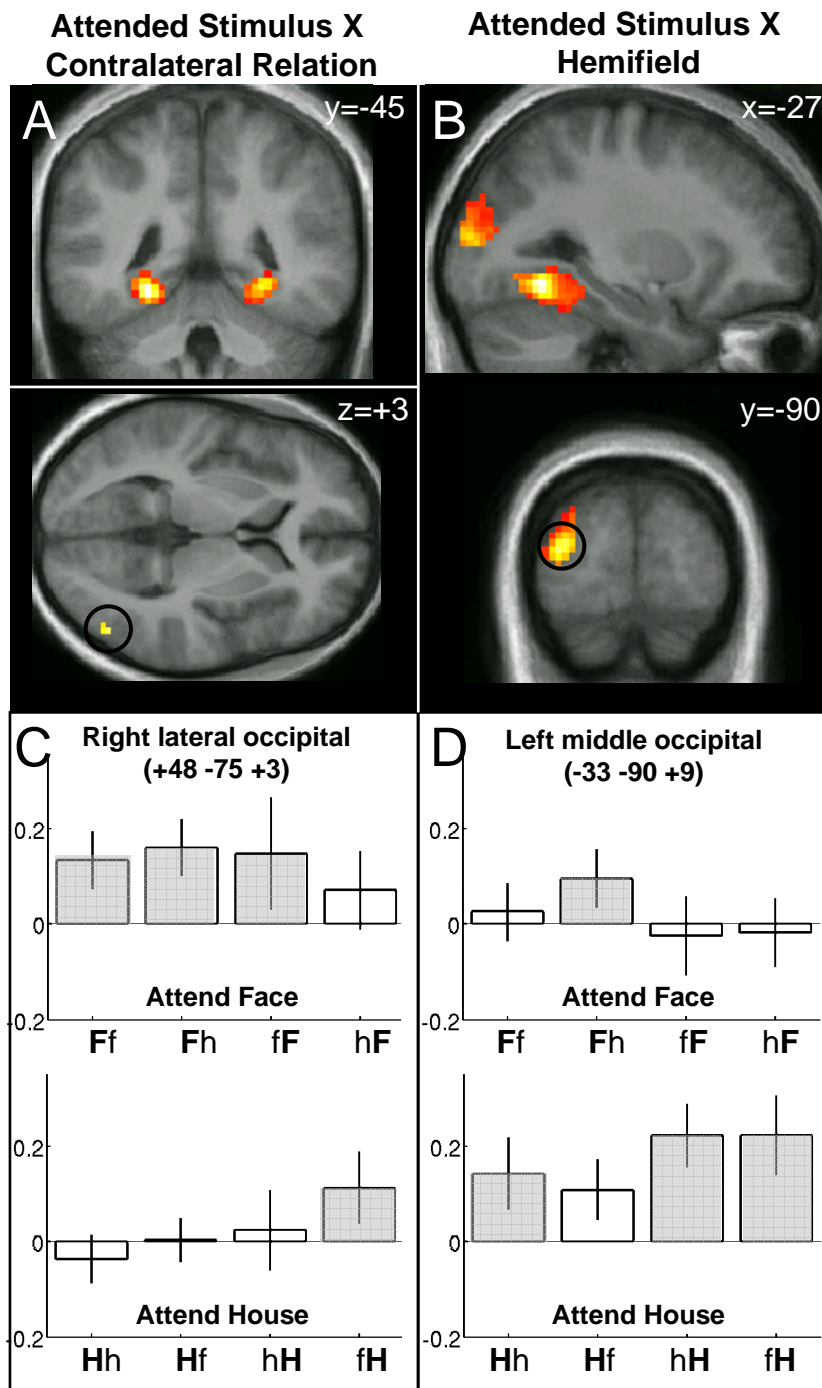 Attended Stimulus X
Contralateral Relation
Attended Stimulus X
Hemifield
A
y=-45
B
x=-27
z=+3
y=-90
C
Right lateral occipital
(+48 -75 +3)
0.2
0
-0.2
Attend Face
Ff
Fh
fF
hF
0.2
0
-0.2
Attend House
Hh
Hf
hH
fH
D
Left middle occipital
(-33 -90 +9)
0.2
0
-0.2
Attend Face
Ff
Fh
fF
hF
0.2
0
-0.2
Attend House
Hh
Hf
hH
fH